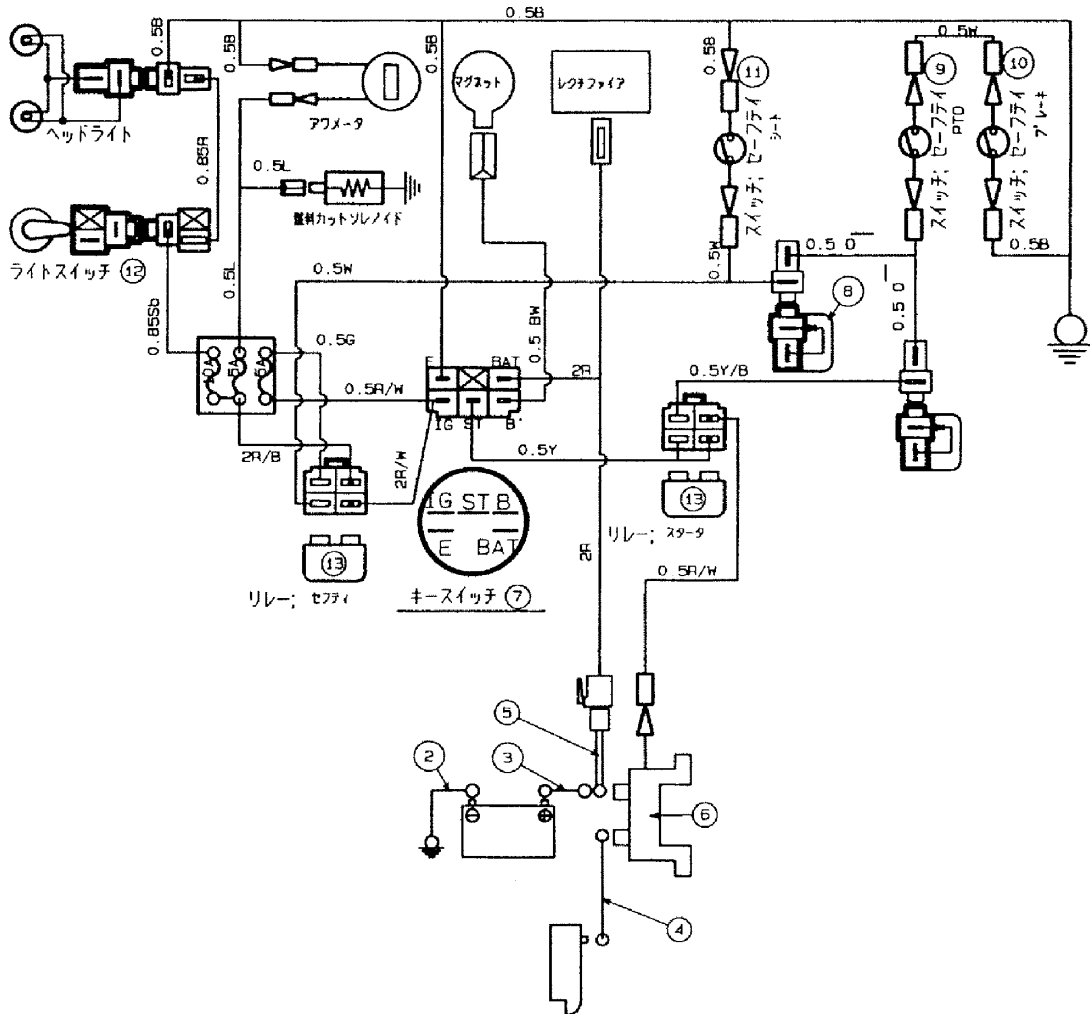 0.5B
0.5B
0.5B
0.5B
0.5B
0.5W
マグネット
レクチファイア
11
9
10
ヘッドライト
アワメータ
スイッチ; セーフティ
シート
スイッチ; セーフティ
PTO
スイッチ; セーフティ
ブレーキ
0.85R
0.5L
燃料カットソレノイド
0.5 O
0.5B
ライトスイッチ 12
0.5L
0.5W
0.5W
8
0.5 O
0.85Sb
0.5G
0.5 BW
10A
5A
5A
E
BAT
2R
0.5Y/B
0.5R/W
IG
ST
B'
2R/B
2R/W
0.5Y
IG ST B
E BAT
13
リレー; スタータ
13
リレー; セフティ
キースイッチ 7
2R
0.5R/W
5
2
3
6
4